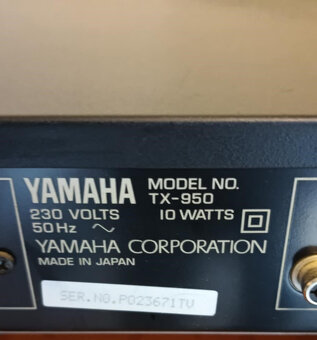 YAMAHA MODEL NO. TX-950
230 VOLTS 10 WATTS
50Hz
YAMAHA CORPORATION
MADE IN JAPAN
SER.NO.P023671TV